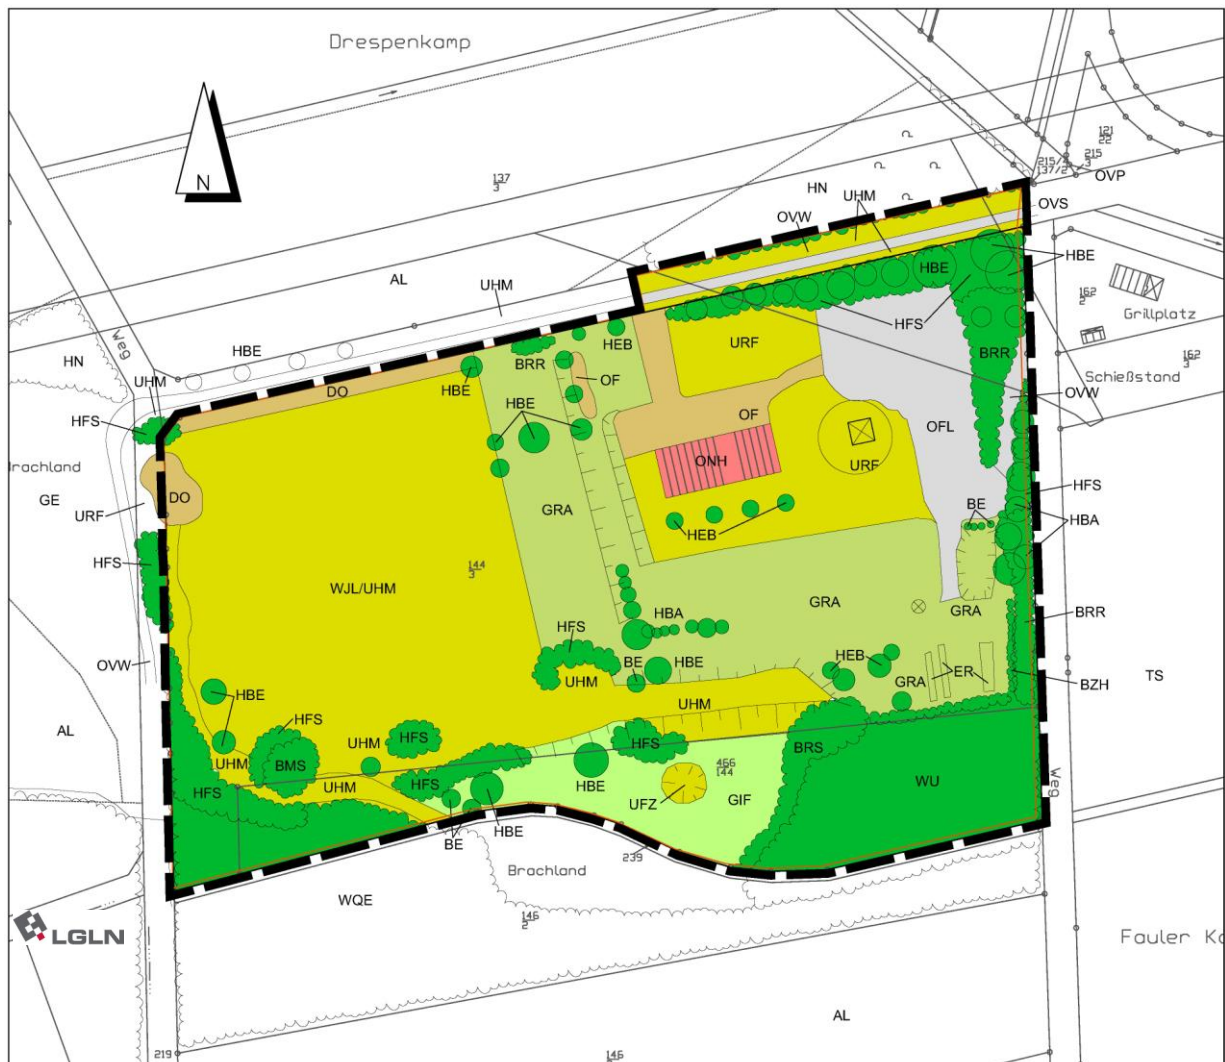 Drespenkamp
N
137
3
HN
UHM
OVW
121
22
215
3
215/4
137/2
OVP
OVS
HBE
AL
UHM
HBE
HBE
162
2
Grillplatz
HFS
HN
Weg
UHM
HBE
DO
BRR
HEB
URF
BRR
162
3
Schießstand
OVW
HFS
HBE
OF
OF
OFL
Brachland
GE
DO
URF
GRA
ONH
URF
HEB
BE
HFS
HBA
HFS
144
3
WJL/UHM
GRA
GRA
BRR
HBA
HFS
OVW
BE
HBE
HEB
GRA
ER
BZH
TS
UHM
UHM
HBE
HFS
AL
UHM
BMS
UHM
HFS
HFS
BRS
HFS
UHM
HFS
HBE
466
144
UFZ
GIF
WU
Weg
BE
HBE
239
Brachland
WQE
146
2
LGLN
Fauler Ka
AL
219
146